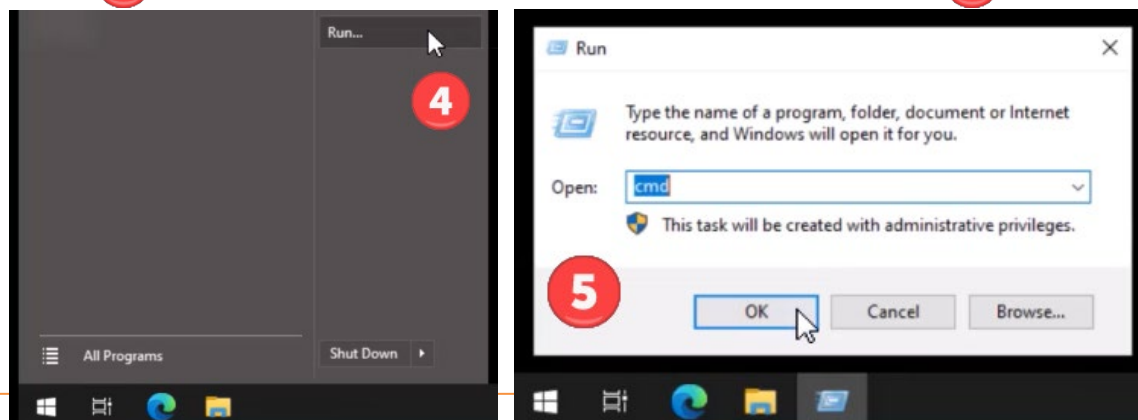 Run...
4
All Programs
Shut Down
Run
Type the name of a program, folder, document or Internet
resource, and Windows will open it for you.
Open:
cmd
This task will be created with administrative privileges.
5
OK
Cancel
Browse...